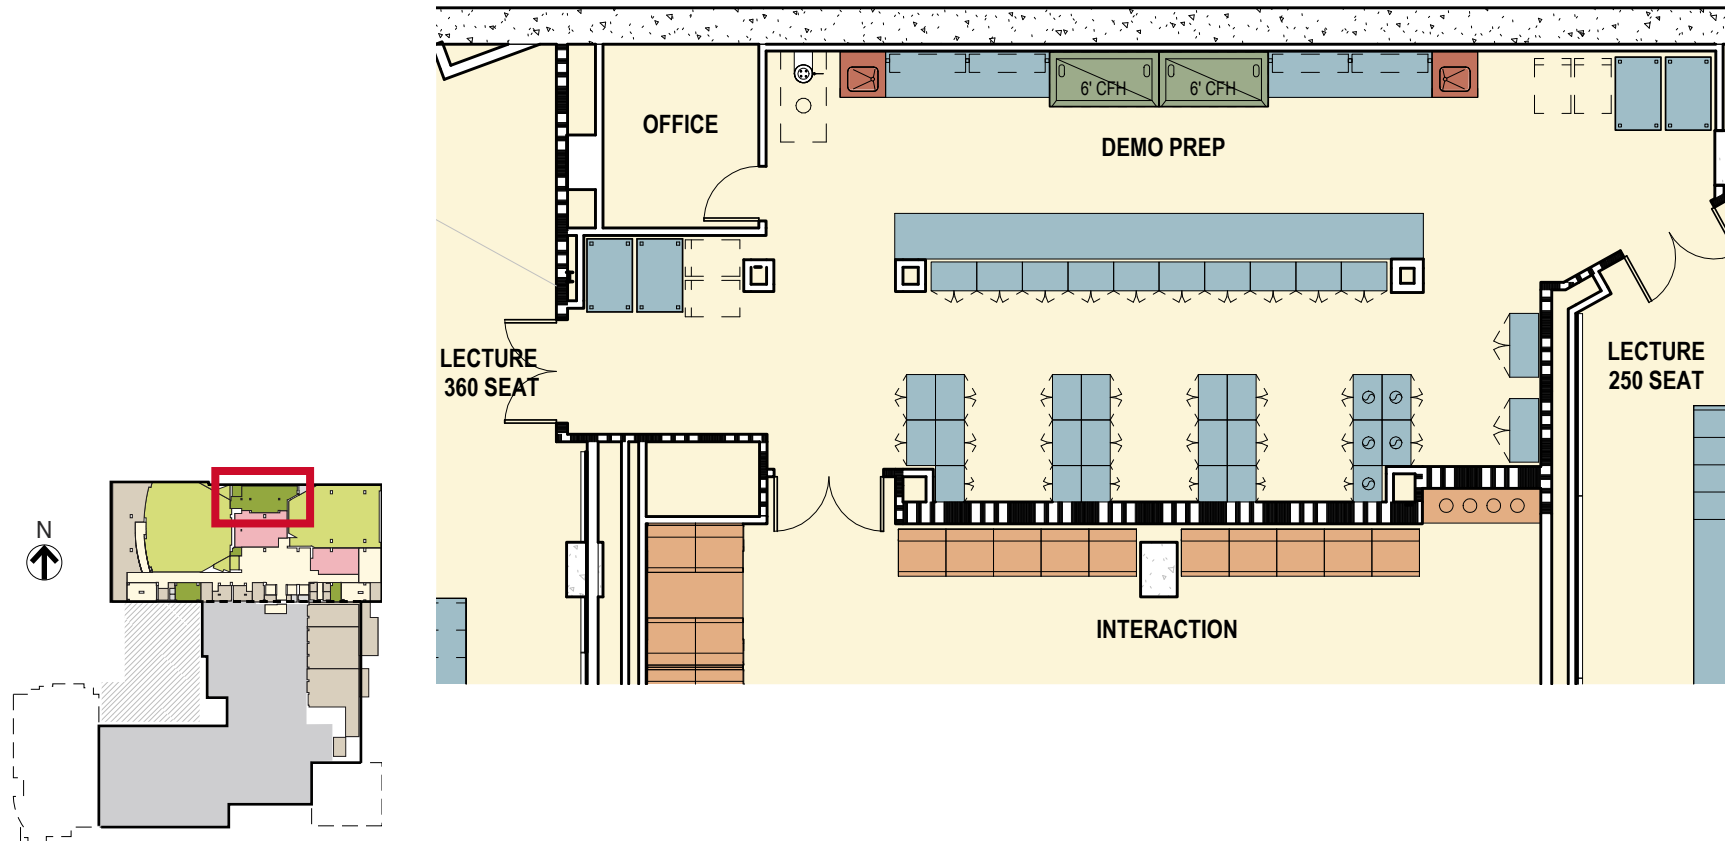 6' CFH
6' CFH
OFFICE
DEMO PREP
LECTURE
360 SEAT
LECTURE
250 SEAT
N
INTERACTION